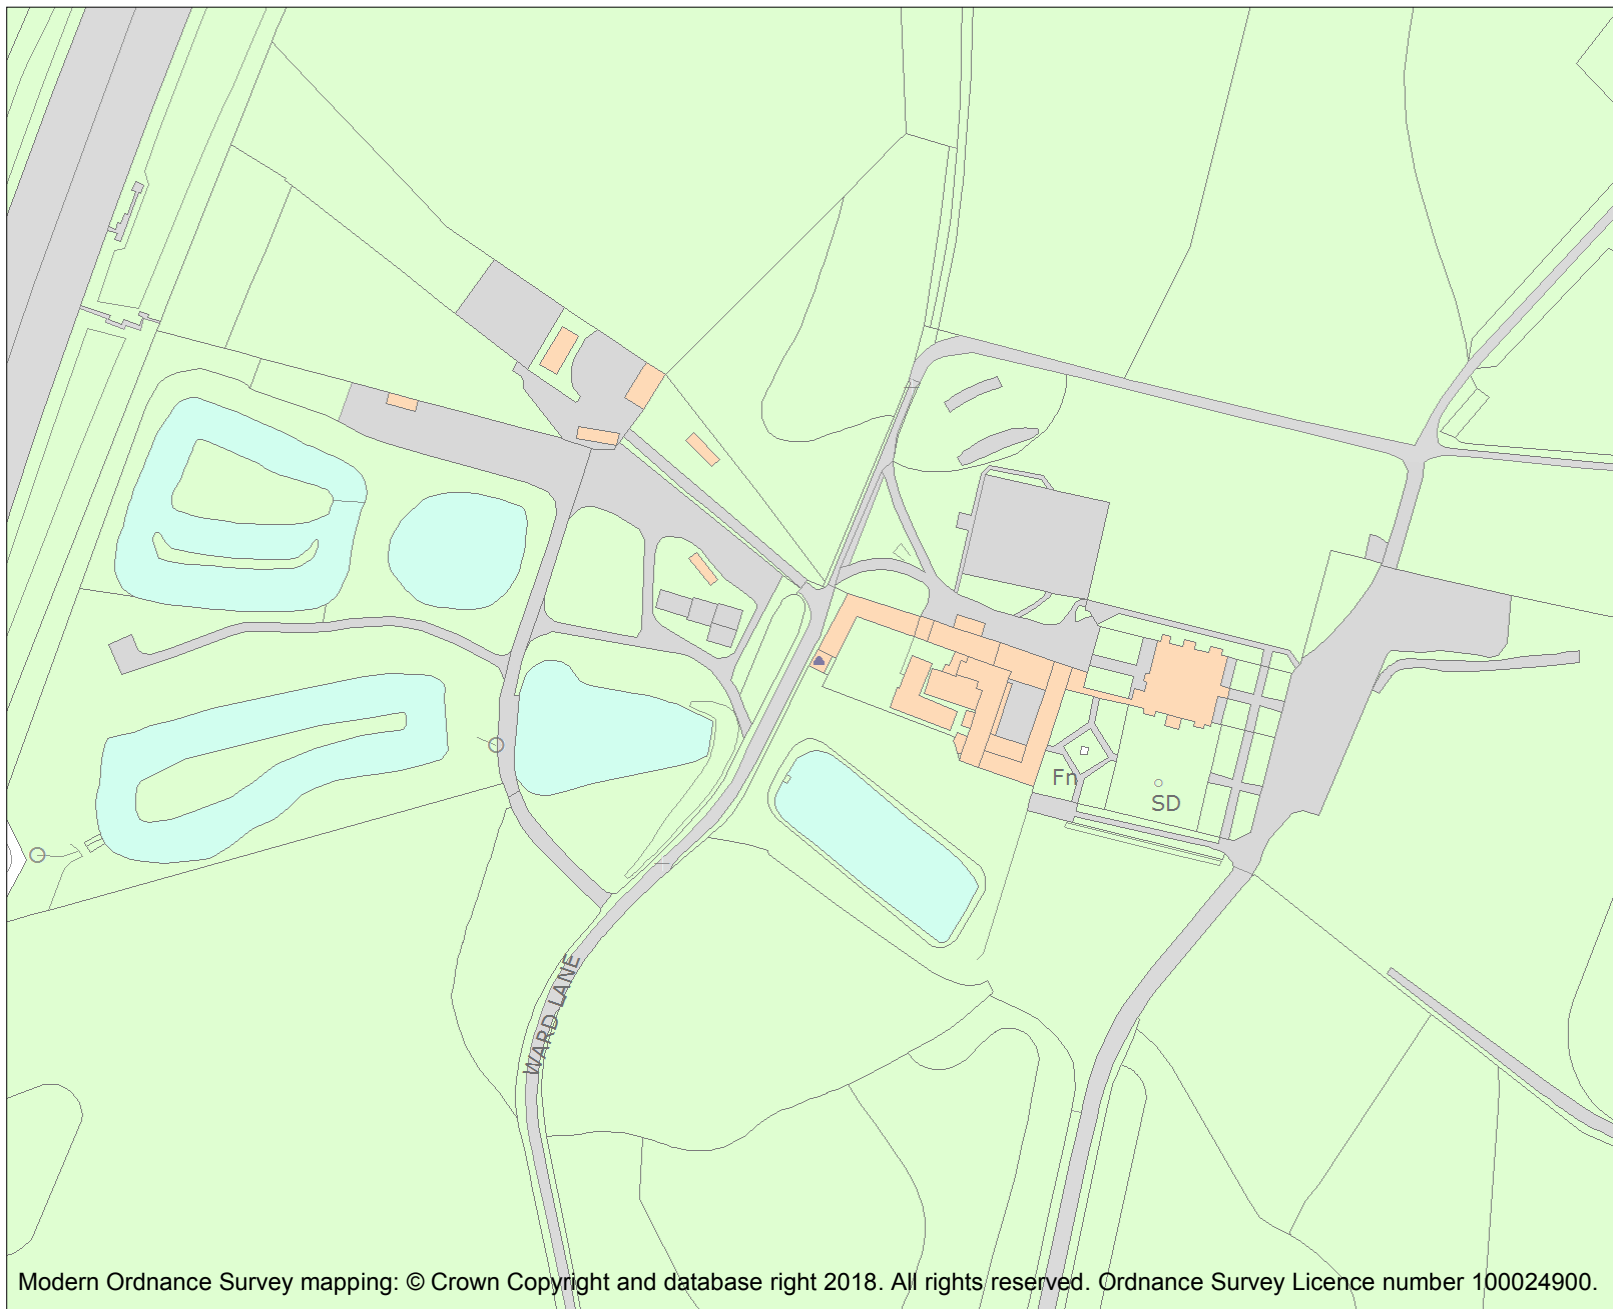 Fn
SD
WARD LANE
Modern Ordnance Survey mapping: © Crown Copyright and database right 2018. All rights reserved. Ordnance Survey Licence number 100024900.